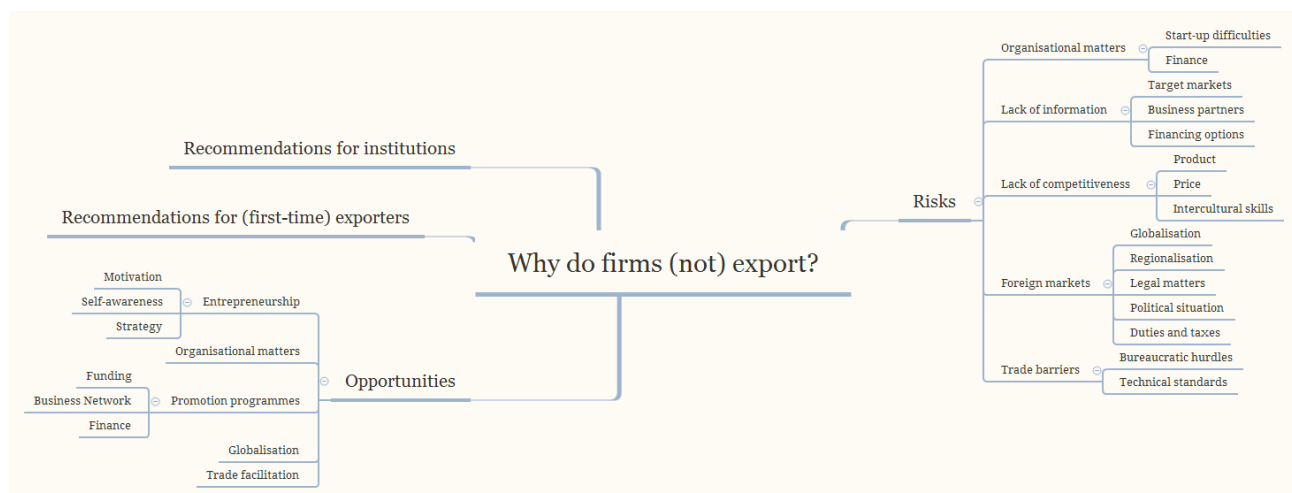 Why do firms (not) export?
Risks
Organisational matters
Start-up difficulties
Finance
Lack of information
Target markets
Business partners
Financing options
Lack of competitiveness
Product
Price
Intercultural skills
Foreign markets
Globalisation
Regionalisation
Legal matters
Political situation
Duties and taxes
Trade barriers
Bureaucratic hurdles
Technical standards
Recommendations for institutions
Recommendations for (first-time) exporters
Opportunities
Entrepreneurship
Motivation
Self-awareness
Strategy
Organisational matters
Promotion programmes
Funding
Business Network
Finance
Globalisation
Trade facilitation